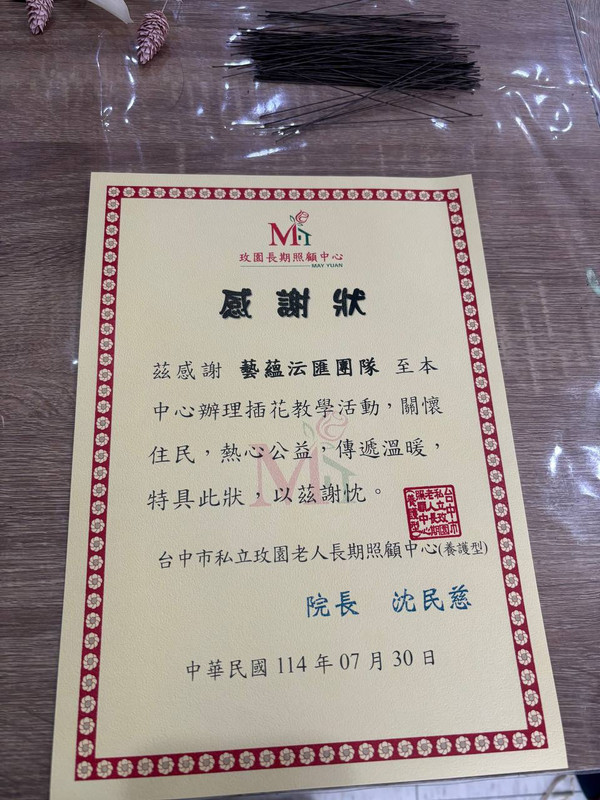 玫園長期照顧中心
MAY YUAN
感謝狀
茲感謝 藝蘊沄匯團隊 至本
中心辦理插花教學活動，關懷
住民，熱心公益，傳遞溫暖，
特具此狀，以茲謝忱。
台中市私立玫園老人長期照顧中心(養護型)
院長 沈民慈
中華民國 114 年 07 月 30 日